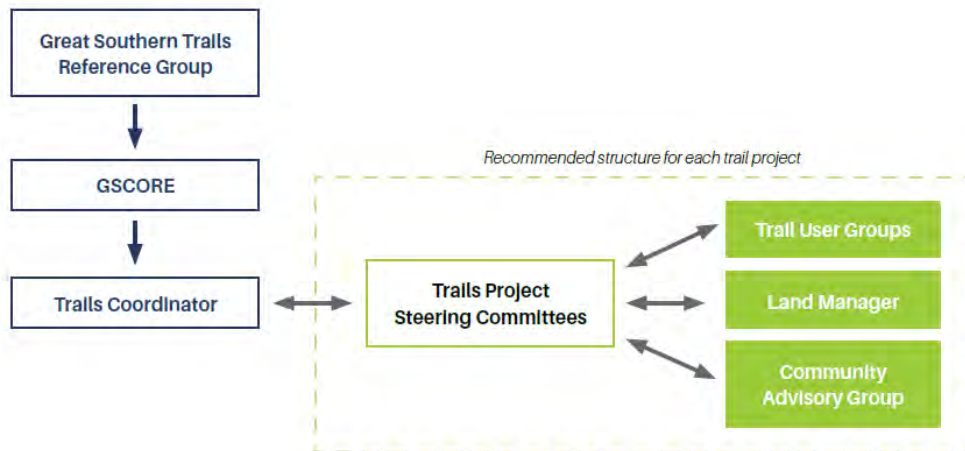 Great Southern Trails
Reference Group
GSCORE
Trails Coordinator
Recommended structure for each trail project
Trails Project
Steering Committees
Trail User Groups
Land Manager
Community
Advisory Group